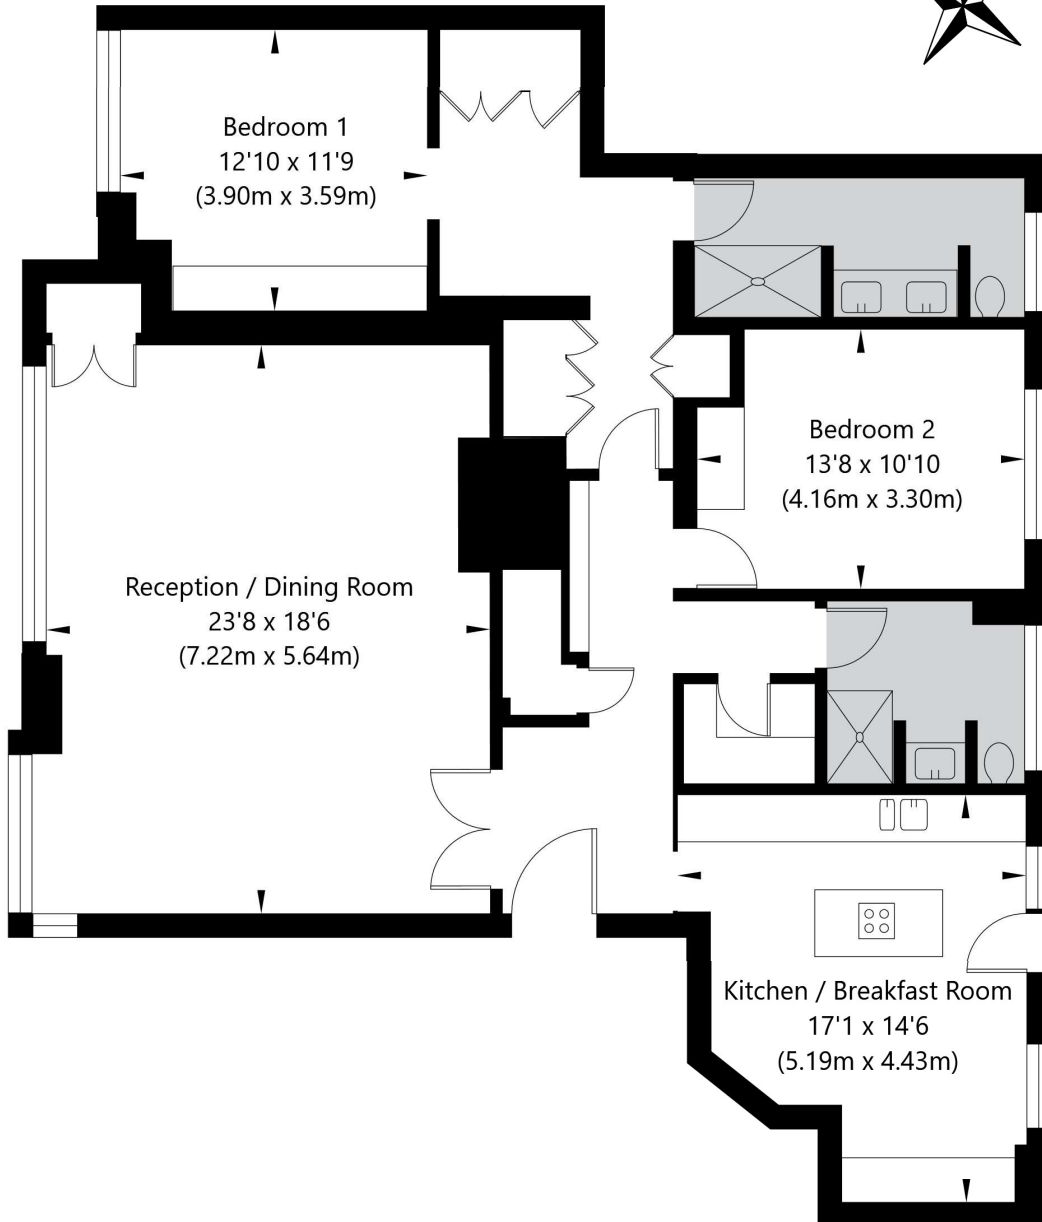 Bedroom 1
12'10 x 11'9
(3.90m x 3.59m)
Bedroom 2
13'8 x 10'10
(4.16m x 3.30m)
Reception / Dining Room
23'8 x 18'6
(7.22m x 5.64m)
Kitchen / Breakfast Room
17'1 x 14'6
(5.19m x 4.43m)